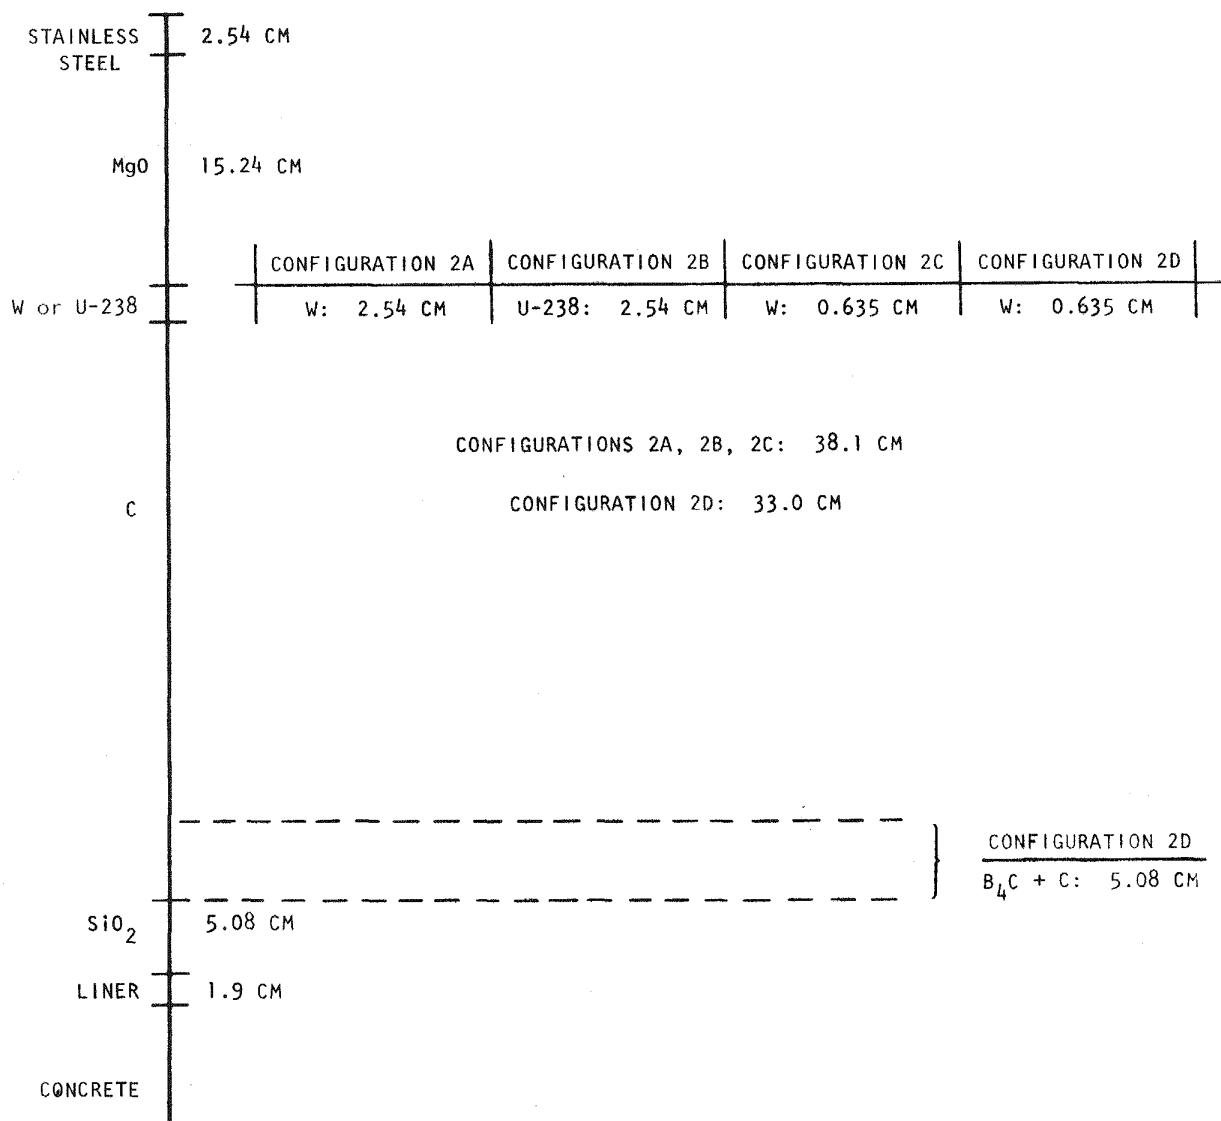 STAINLESS STEEL 2.54 CM
MgO 15.24 CM
CONFIGURATION 2A CONFIGURATION 2B CONFIGURATION 2C CONFIGURATION 2D
W or U-238 W: 2.54 CM U-238: 2.54 CM W: 0.635 CM W: 0.635 CM
CONFIGURATIONS 2A, 2B, 2C: 38.1 CM
C CONFIGURATION 2D: 33.0 CM
CONFIGURATION 2D
B₄C + C: 5.08 CM
SiO₂ 5.08 CM
LINER 1.9 CM
CONCRETE